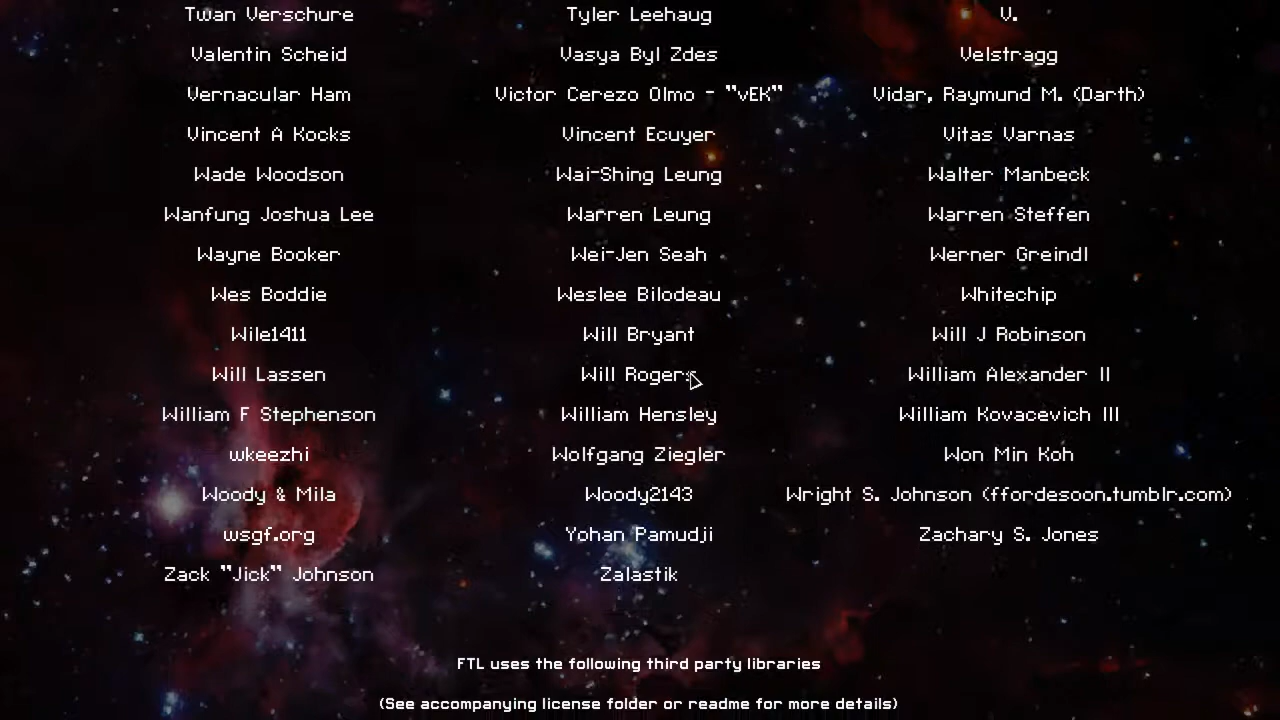 Twan Verschure Tyler Leehaug V.
Valentin Scheid Vasya Byl Zdes Velstragg
Vernacular Ham Victor Cerezo Olmo - "vEK" Vidar, Raymund M. (Darth)
Vincent A Kocks Vincent Ecuyer Vitas Varnas
Wade Woodson Wai-Shing Leung Walter Manbeck
Wanfung Joshua Lee Warren Leung Warren Steffen
Wayne Booker Wei-Jen Seah Werner Greindl
Wes Boddie Weslee Bilodeau Whitechip
Wile1411 Will Bryant Will J Robinson
Will Lassen Will Rogers William Alexander II
William F Stephenson William Hensley William Kovacevich III
wkeezhi Wolfgang Ziegler Won Min Koh
Woody & Mila Woody2143 Wright S. Johnson (ffordesoon.tumblr.com)
wsgf.org Yohan Pamudji Zachary S. Jones
Zack "Jick" Johnson Zalastik
FTL uses the following third party libraries
(See accompanying license folder or readme for more details)